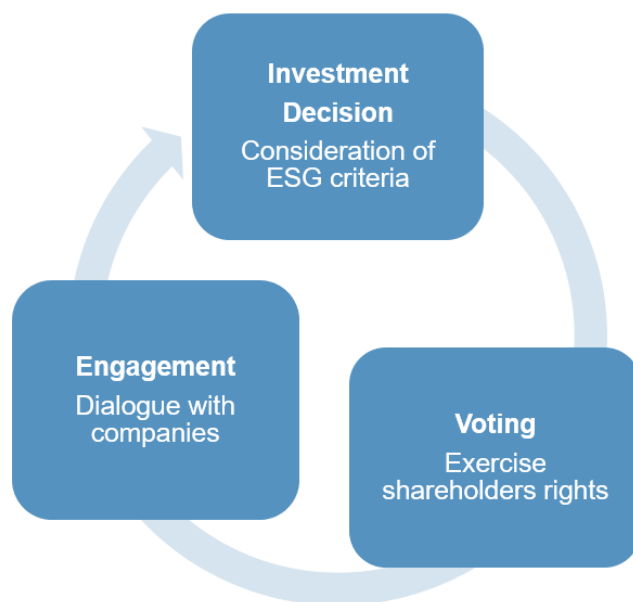 Investment
Decision
Consideration of
ESG criteria
Engagement
Dialogue with
companies
Voting
Exercise
shareholders rights